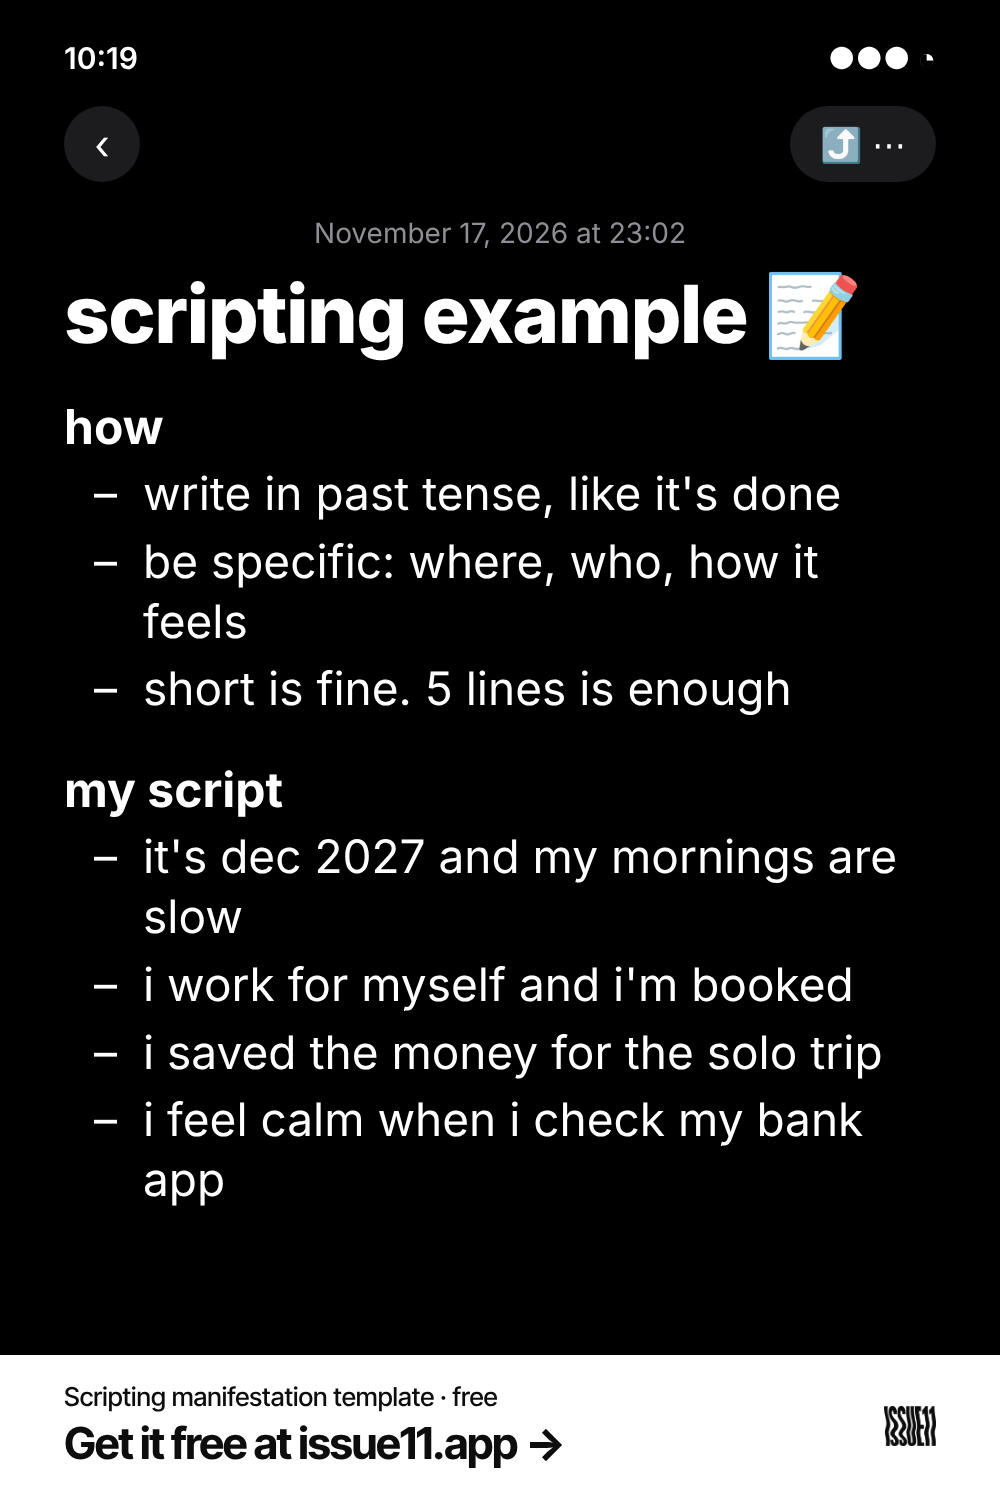 10:19
November 17, 2026 at 23:02
scripting example 📝
how
– write in past tense, like it's done
– be specific: where, who, how it
feels
– short is fine. 5 lines is enough
my script
– it's dec 2027 and my mornings are
slow
– i work for myself and i'm booked
– i saved the money for the solo trip
– i feel calm when i check my bank
app
Scripting manifestation template · free
Get it free at issue11.app →
ISSUE11